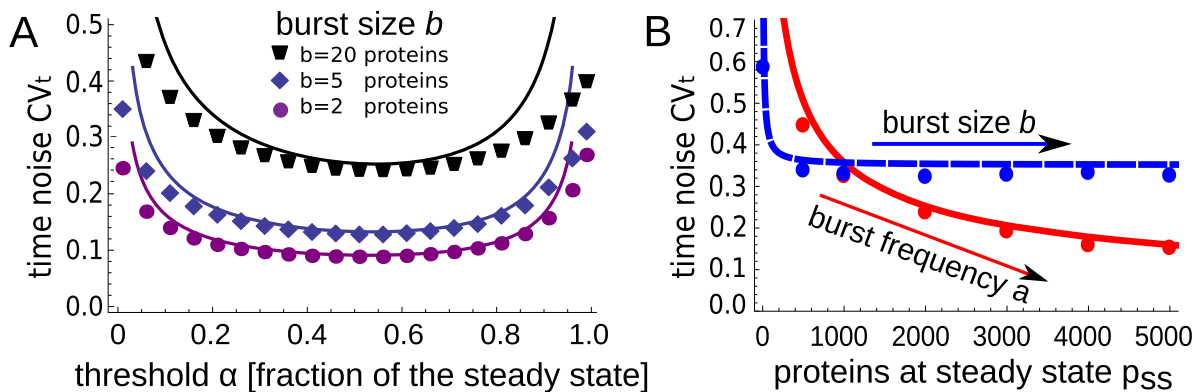 A
burst size b
b=20 proteins
b=5 proteins
b=2 proteins
time noise CVt
0.5
0.4
0.3
0.2
0.1
0.0
0 0.2 0.4 0.6 0.8 1.0
threshold α [fraction of the steady state]
B
time noise CVt
0.7
0.6
0.5
0.4
0.3
0.2
0.1
0.0
burst size b
burst frequency a
0 1000 2000 3000 4000 5000
proteins at steady state pss